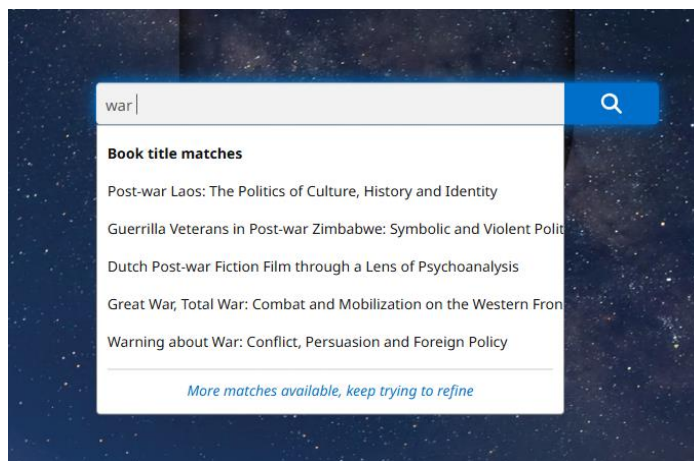 war
Book title matches
Post-war Laos: The Politics of Culture, History and Identity
Guerrilla Veterans in Post-war Zimbabwe: Symbolic and Violent Polit
Dutch Post-war Fiction Film through a Lens of Psychoanalysis
Great War, Total War: Combat and Mobilization on the Western Fron
Warning about War: Conflict, Persuasion and Foreign Policy
More matches available, keep trying to refine